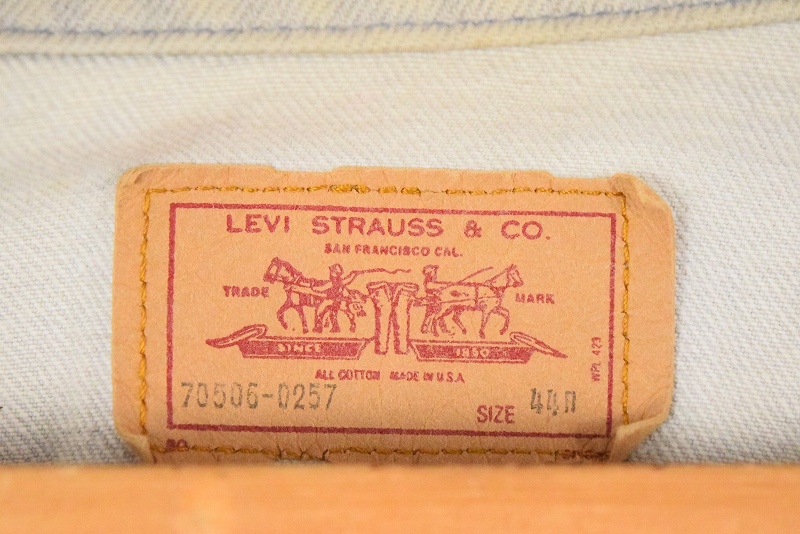 LEVI STRAUSS & CO.
SAN FRANCISCO CAL.
TRADE MARK
SINCE 1850
ALL COTTON MADE IN U.S.A
WPL 423
70506-0257
SIZE 44